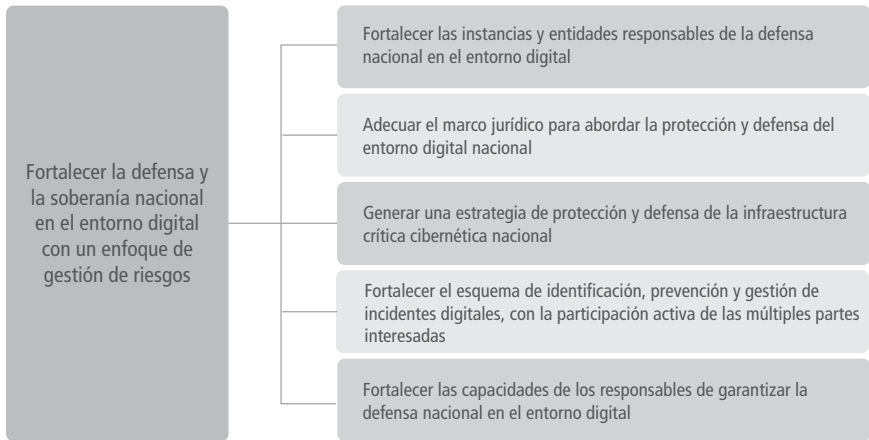 Fortalecer la defensa y
la soberanía nacional
en el entorno digital
con un enfoque de
gestión de riesgos
Fortalecer las instancias y entidades responsables de la defensa
nacional en el entorno digital
Adecuar el marco jurídico para abordar la protección y defensa del
entorno digital nacional
Generar una estrategia de protección y defensa de la infraestructura
crítica cibernética nacional
Fortalecer el esquema de identificación, prevención y gestión de
incidentes digitales, con la participación activa de las múltiples partes
interesadas
Fortalecer las capacidades de los responsables de garantizar la
defensa nacional en el entorno digital